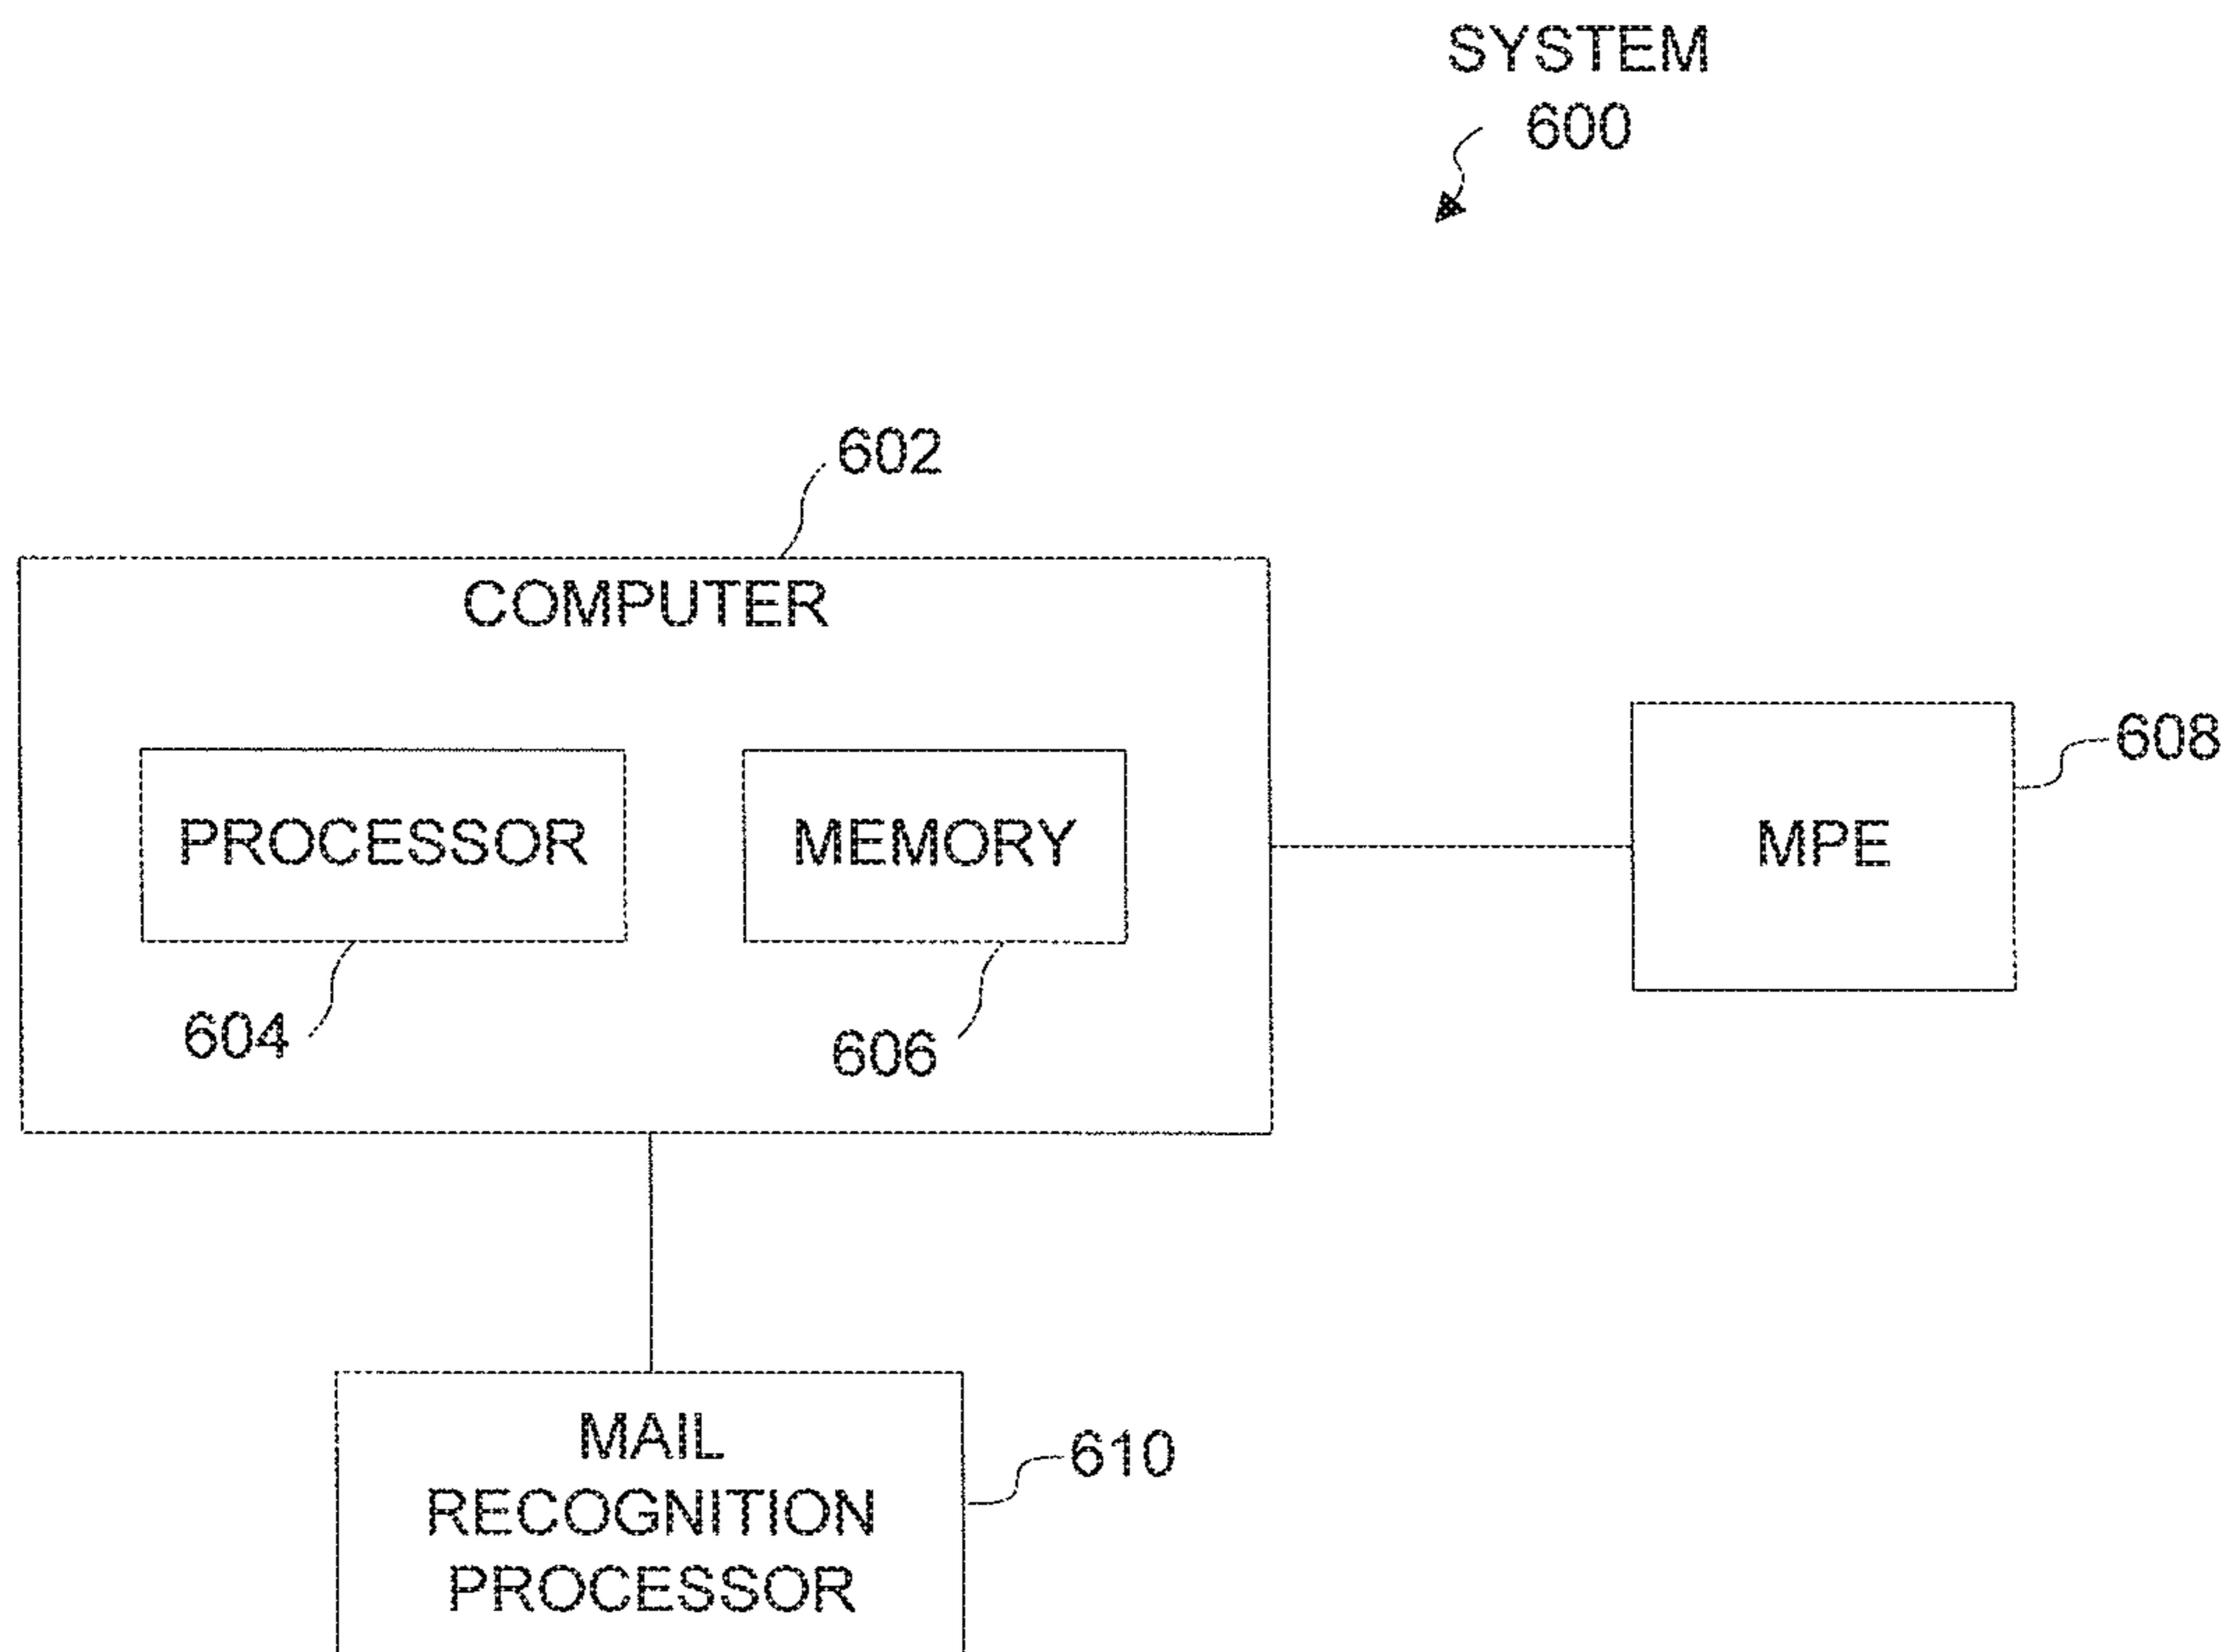 SYSTEM
600
602
COMPUTER
608
PROCESSOR
MEMORY
MPE
604
606
610
MAIL
RECOGNITION
PROCESSOR